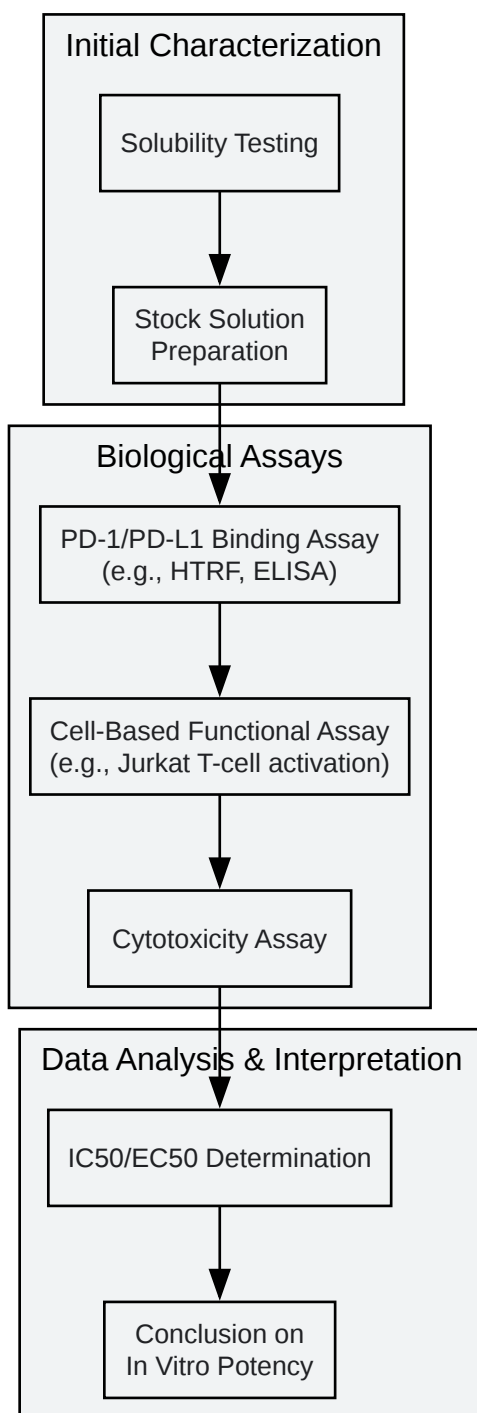 Initial Characterization
Solubility Testing
Stock Solution
Preparation
Biological Assays
PD-1/PD-L1 Binding Assay
(e.g., HTRF, ELISA)
Cell-Based Functional Assay
(e.g., Jurkat T-cell activation)
Cytotoxicity Assay
Data Analysis & Interpretation
IC50/EC50 Determination
Conclusion on
In Vitro Potency